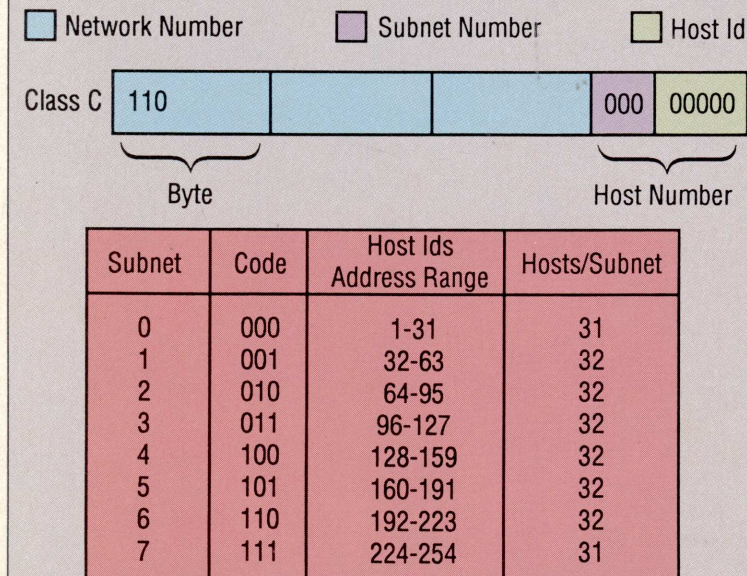 Network Number Subnet Number Host Id
Class C 110 000 00000
Byte Host Number
Subnet Code Host Ids Address Range Hosts/Subnet
0 000 1-31 31
1 001 32-63 32
2 010 64-95 32
3 011 96-127 32
4 100 128-159 32
5 101 160-191 32
6 110 192-223 32
7 111 224-254 31